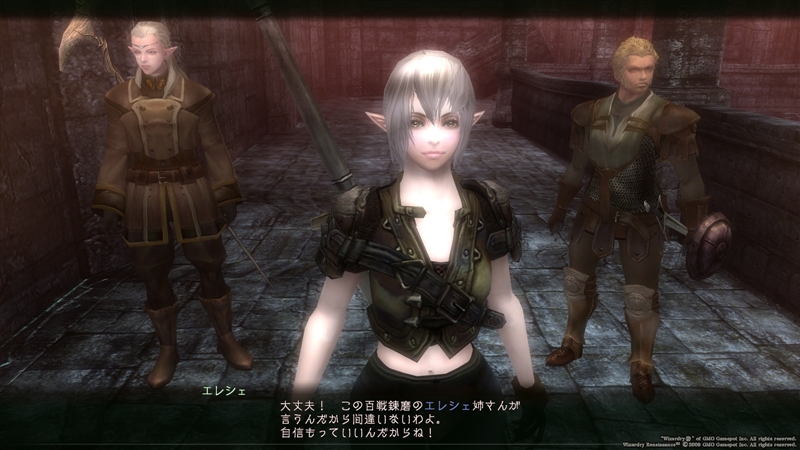 エレシェ
大丈夫！　この百戦錬磨のエレシェ姉さんが
言うんだから間違いないわよ。
自信もっていいんだからね！
"Wizardry®" of GMO Gamepot Inc. All rights reserved.
Wizardry Renaissance™ ©2009 GMO Gamepot Inc. All rights reserved.